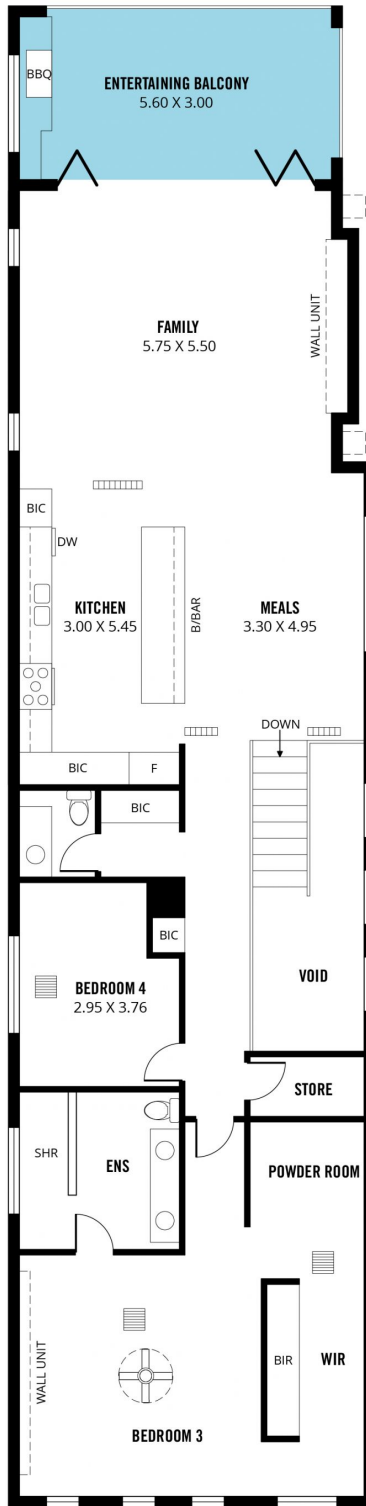 BBQ
ENTERTAINING BALCONY
5.60 X 3.00
FAMILY
5.75 X 5.50
WALL UNIT
BIC
DW
KITCHEN
3.00 X 5.45
B/BAR
MEALS
3.30 X 4.95
DOWN
BIC
F
BIC
BIC
BEDROOM 4
2.95 X 3.76
VOID
STORE
SHR
ENS
POWDER ROOM
WALL UNIT
BIR
WIR
BEDROOM 3